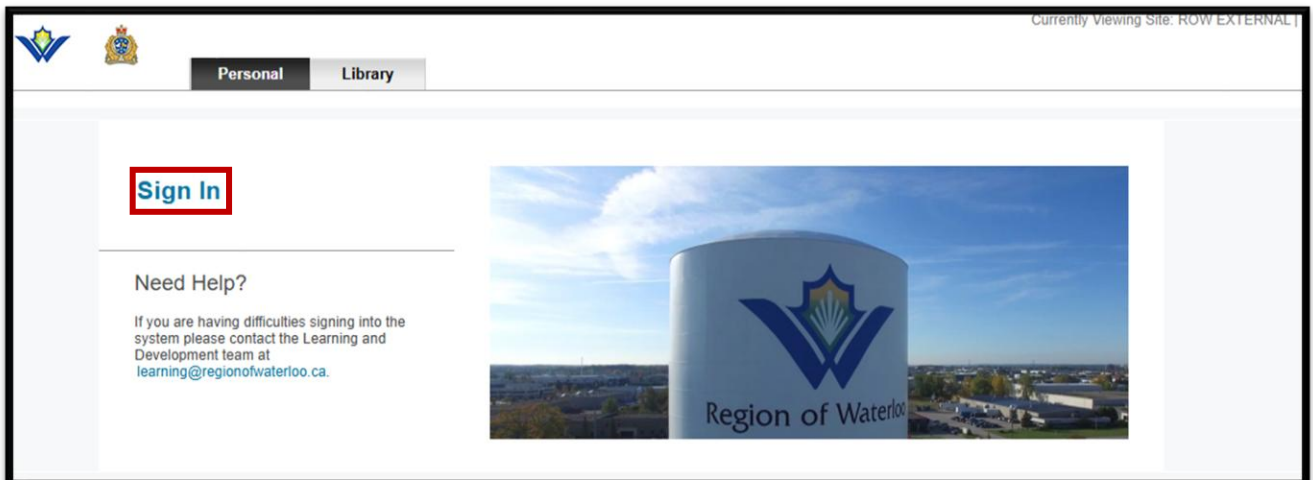 Currently Viewing Site: ROW EXTERNAL |
Personal
Library
Sign In
Need Help?
If you are having difficulties signing into the
system please contact the Learning and
Development team at
learning@regionofwaterloo.ca.
Region of Waterloo